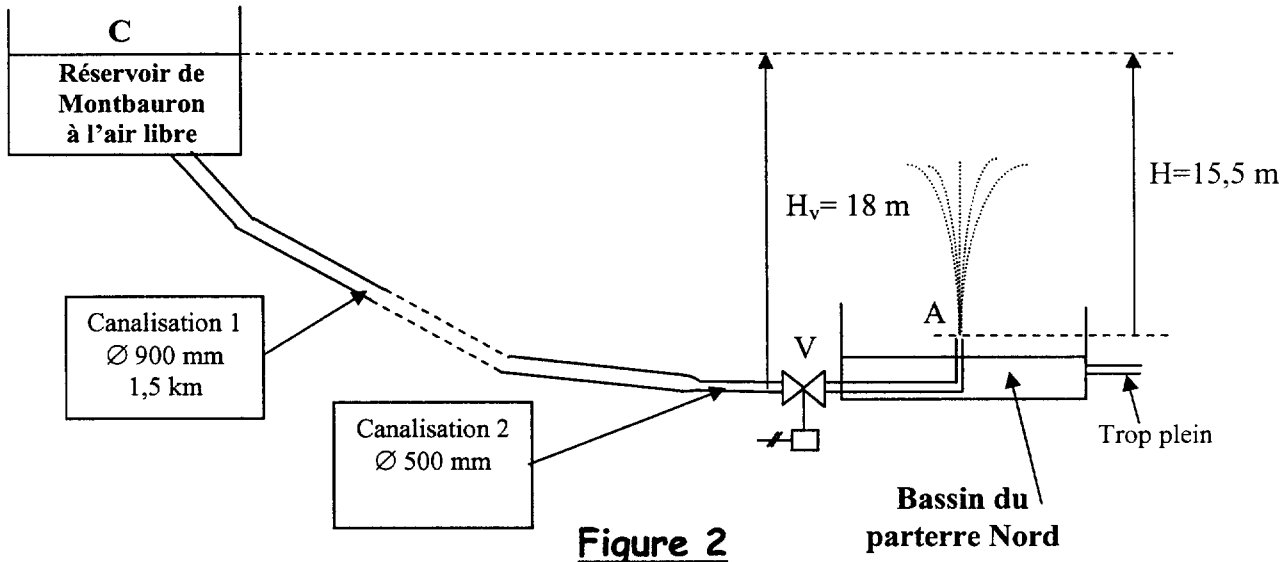 C
Réservoir de
Montbauron
à l'air libre
H=15,5 m
Hᵥ= 18 m
Canalisation 1
Ø 900 mm
1,5 km
A
V
Canalisation 2
Ø 500 mm
Trop plein
Bassin du
parterre Nord
Figure 2